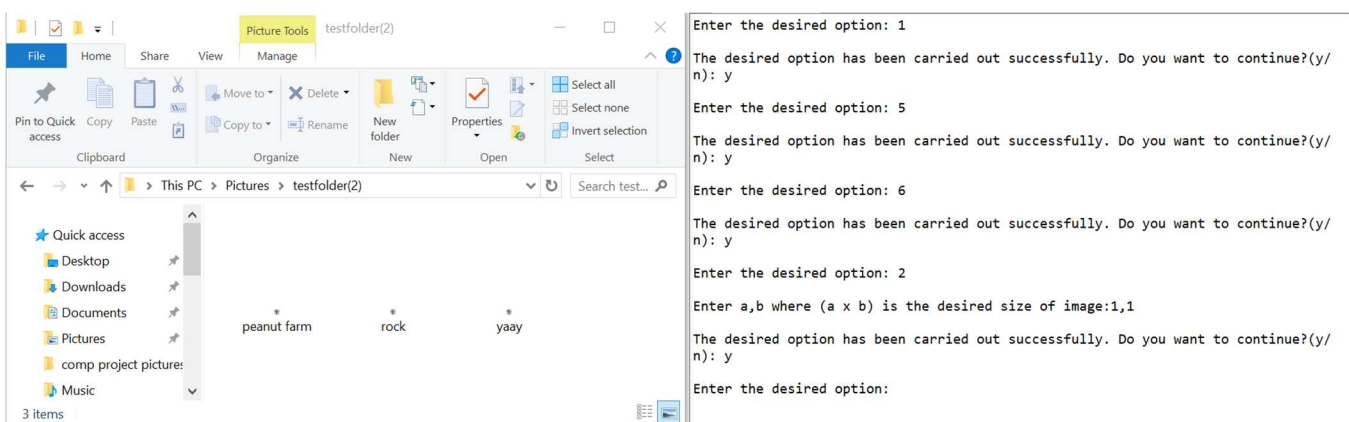 Picture Tools testfolder(2)
File Home Share View Manage
Pin to Quick access
Copy
Paste
Move to
Copy to
Delete
Rename
New folder
Properties
Select all
Select none
Invert selection
Clipboard Organize New Open Select
This PC > Pictures > testfolder(2)
Search test...
Quick access
Desktop
Downloads
Documents
Pictures
comp project pictures
Music
peanut farm rock yaay
3 items
Enter the desired option: 1
The desired option has been carried out successfully. Do you want to continue?(y/
n): y
Enter the desired option: 5
The desired option has been carried out successfully. Do you want to continue?(y/
n): y
Enter the desired option: 6
The desired option has been carried out successfully. Do you want to continue?(y/
n): y
Enter the desired option: 2
Enter a,b where (a x b) is the desired size of image:1,1
The desired option has been carried out successfully. Do you want to continue?(y/
n): y
Enter the desired option: